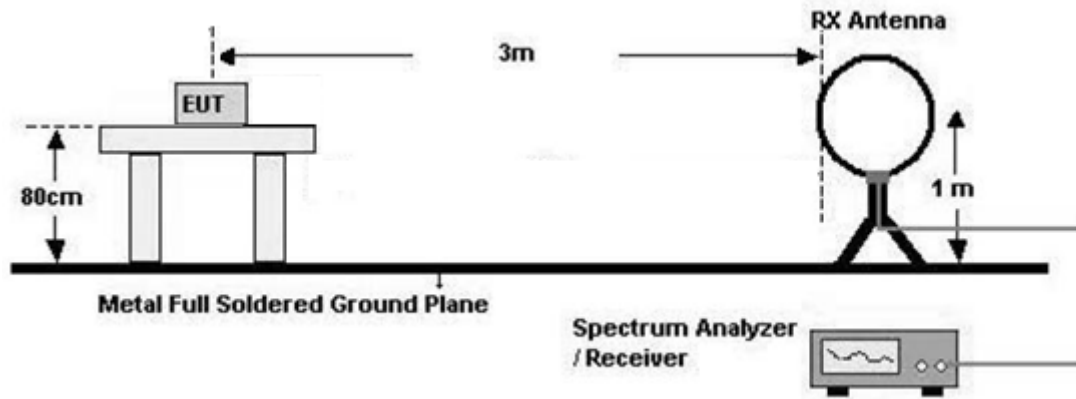 RX Antenna
3m
EUT
80cm
1 m
Metal Full Soldered Ground Plane
Spectrum Analyzer
/ Receiver